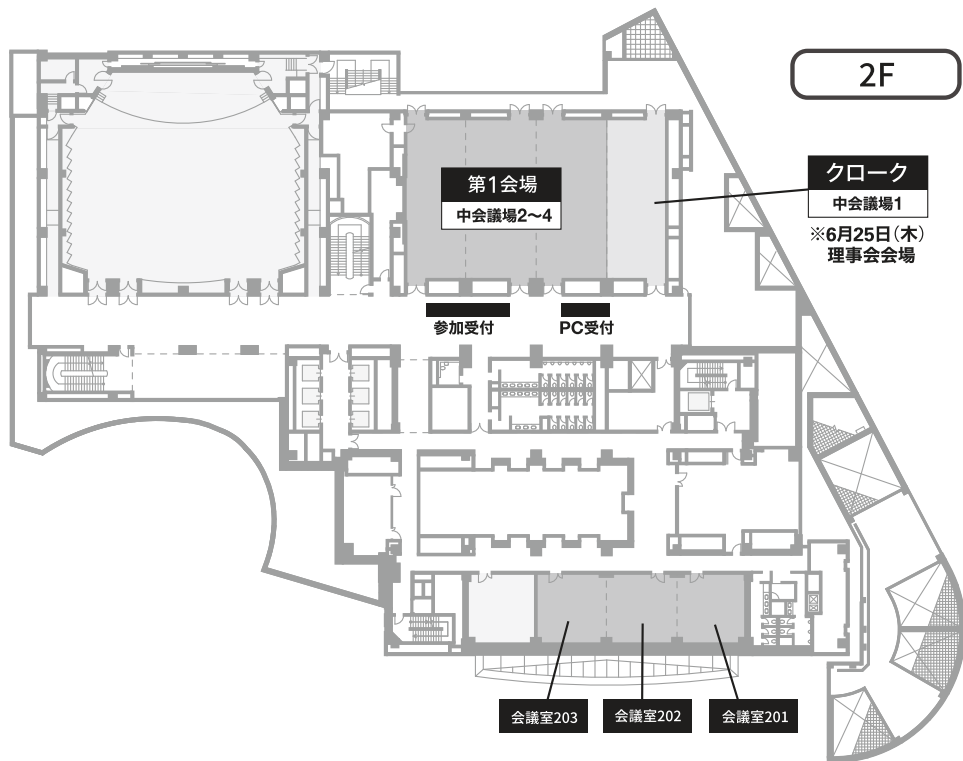 2F
第1会場
中会議場2～4
クローク
中会議場1
※6月25日（木）
理事会会場
参加受付
PC受付
会議室203
会議室202
会議室201